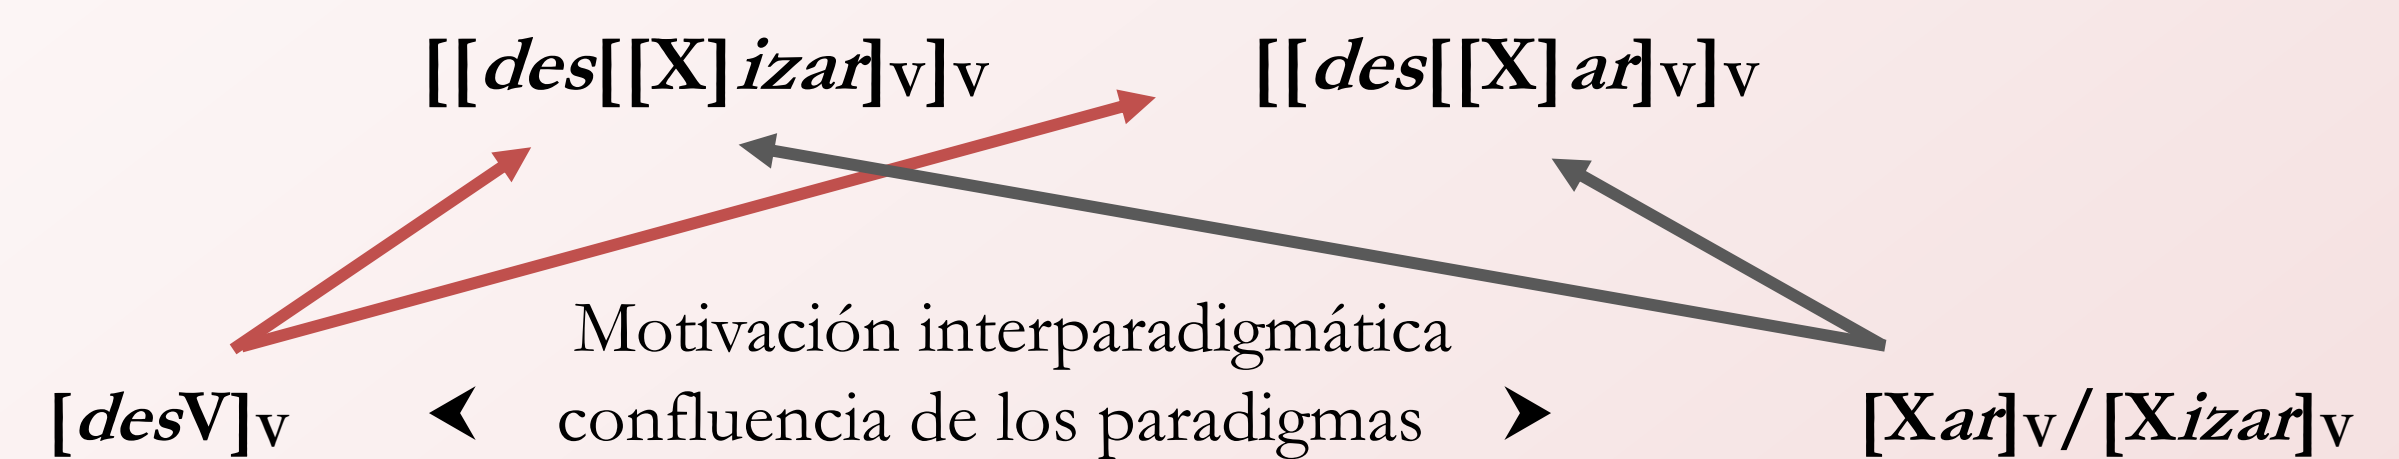 [[des[[X]izar]v]v [[des[[X]ar]v]v
Motivación interparadigmática
[desV]v confluencia de los paradigmas [Xar]v/[Xizar]v